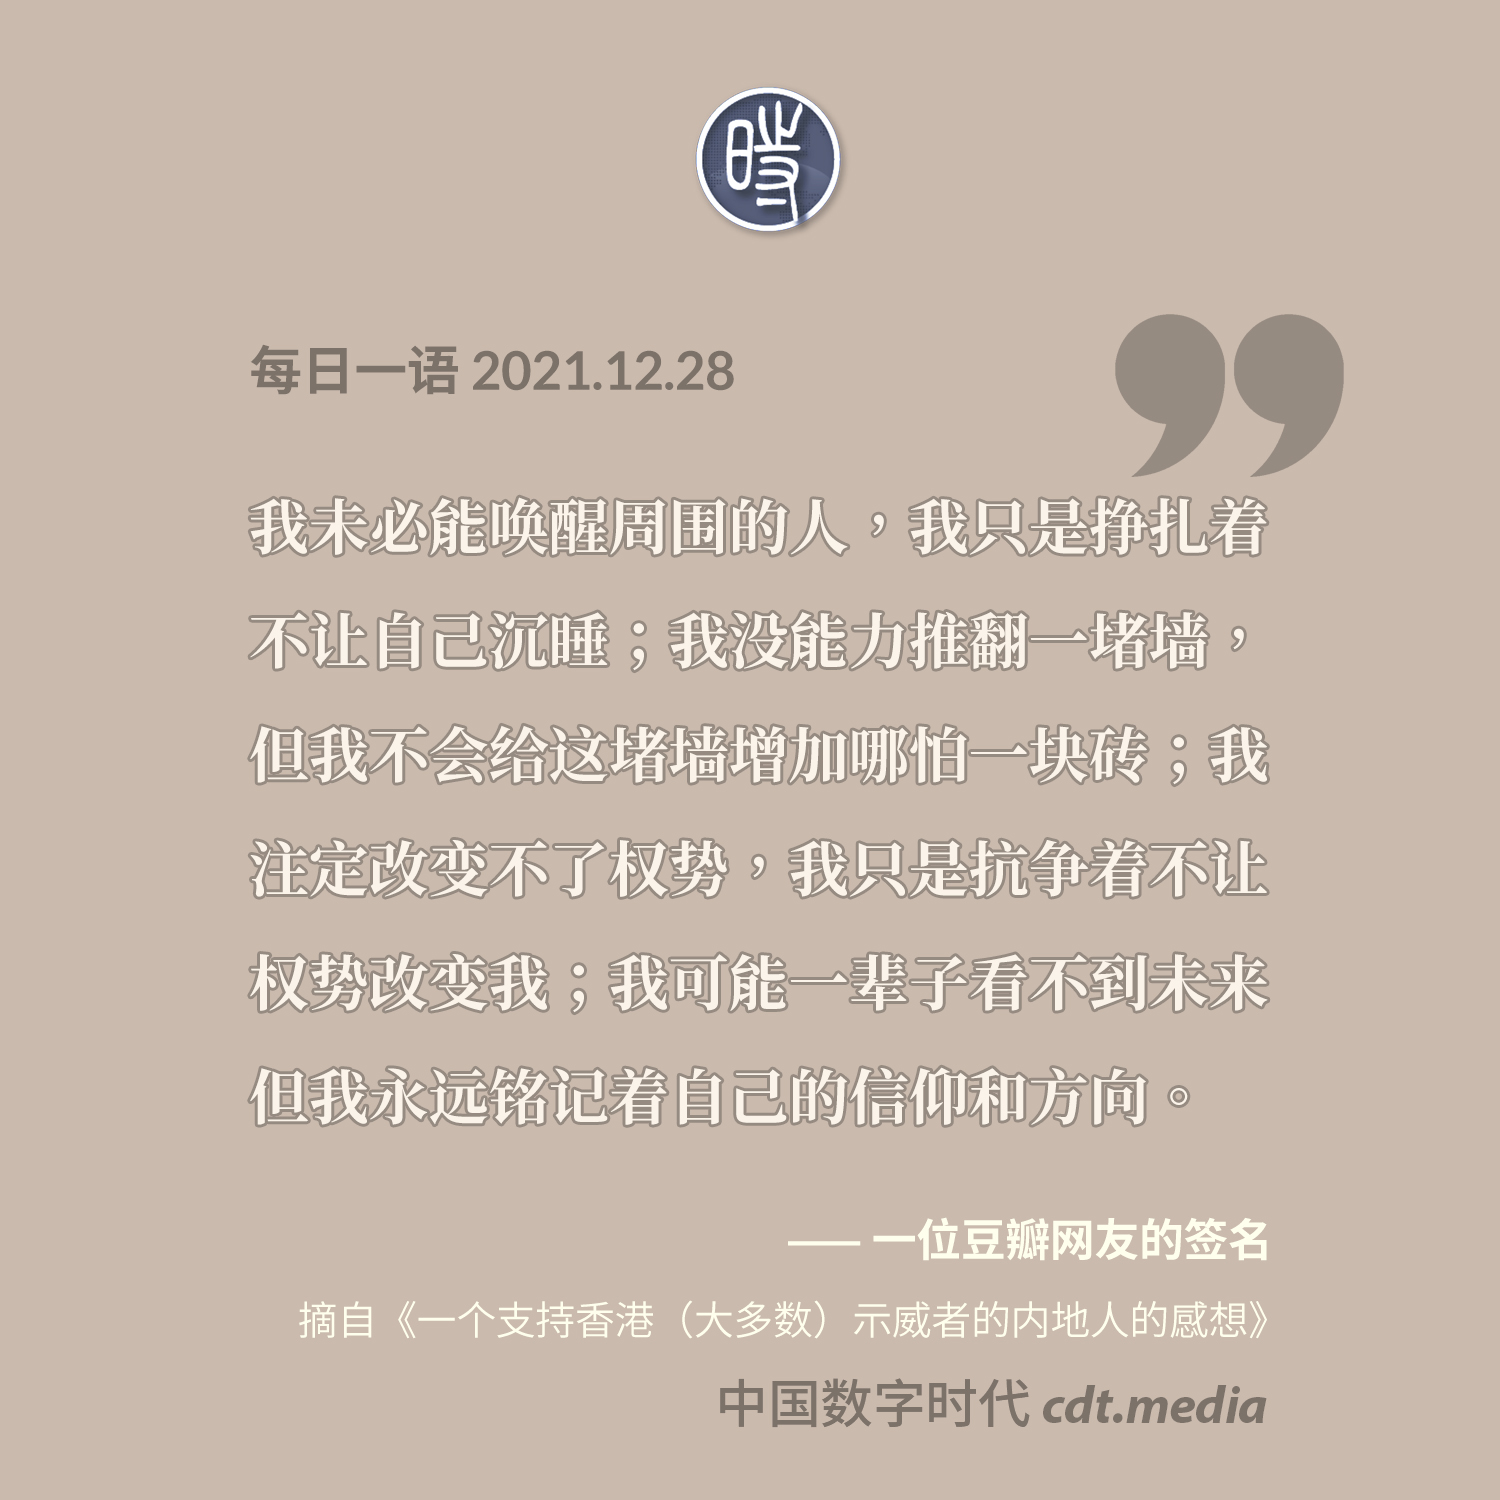 時
每日一语 2021.12.28
我未必能唤醒周围的人，我只是挣扎着
不让自己沉睡；我没能力推翻一堵墙，
但我不会给这堵墙增加哪怕一块砖；我
注定改变不了权势，我只是抗争着不让
权势改变我；我可能一辈子看不到未来
但我永远铭记着自己的信仰和方向。
—— 一位豆瓣网友的签名
摘自《一个支持香港（大多数）示威者的内地人的感想》
中国数字时代 cdt.media